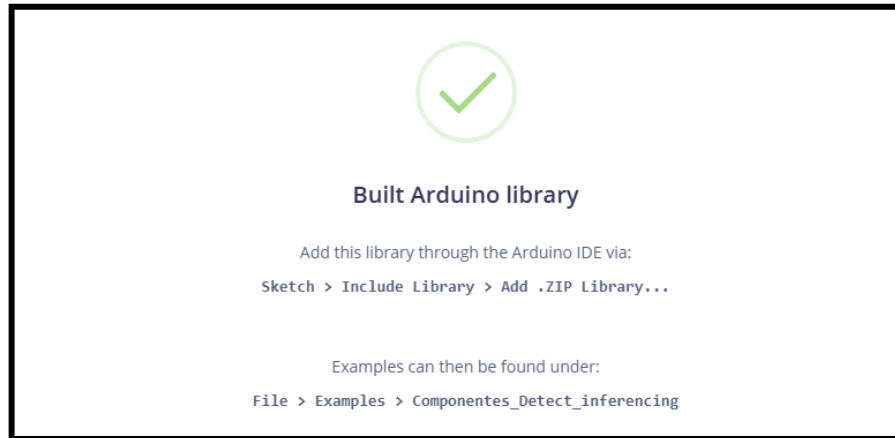 Built Arduino library
Add this library through the Arduino IDE via:
Sketch > Include Library > Add .ZIP Library...
Examples can then be found under:
File > Examples > Componentes_Detect_inferencing